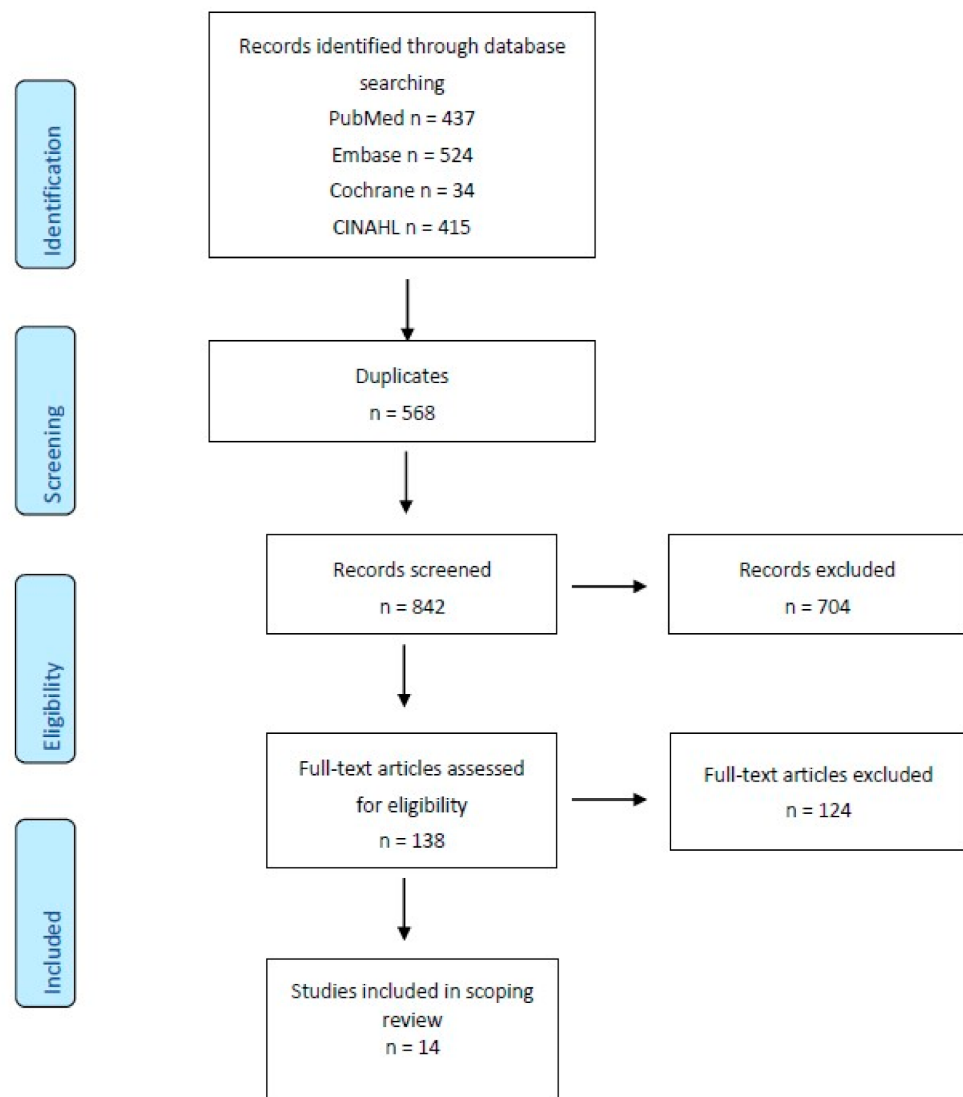 Identification
Records identified through database
searching
PubMed n = 437
Embase n = 524
Cochrane n = 34
CINAHL n = 415
Screening
Duplicates
n = 568
Records screened
n = 842
Records excluded
n = 704
Eligibility
Full-text articles assessed
for eligibility
n = 138
Full-text articles excluded
n = 124
Included
Studies included in scoping
review
n = 14